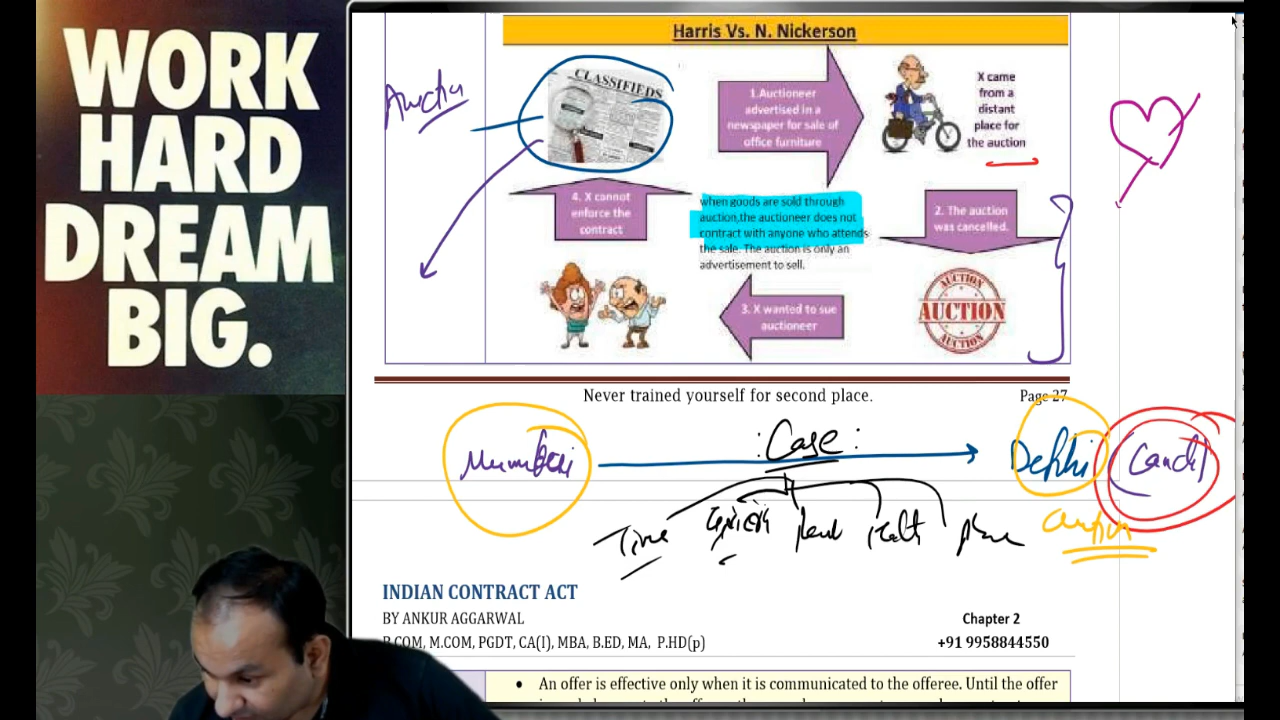 WORK
HARD
DREAM
BIG.
Harris Vs. N. Nickerson
CLASSIFIEDS
1.Auctioneer
advertised in a
newspaper for sale of
office furniture
X came
from a
distant
place for
the auction
4. X cannot
enforce the
contract
when goods are sold through
auction,the auctioneer does not
contract with anyone who attends
the sale. The auction is only an
advertisement to sell.
2. The auction
was cancelled.
3. X wanted to sue
auctioneer
AUCTION
AUCTION
AUCTION
Never trained yourself for second place.
Page 27
Mumbai
: Case :
Delhi
Time
auction
INDIAN CONTRACT ACT
BY ANKUR AGGARWAL
Chapter 2
B.COM, M.COM, PGDT, CA(I), MBA, B.ED, MA, P.HD(p)
+91 9958844550
• An offer is effective only when it is communicated to the offeree. Until the offer